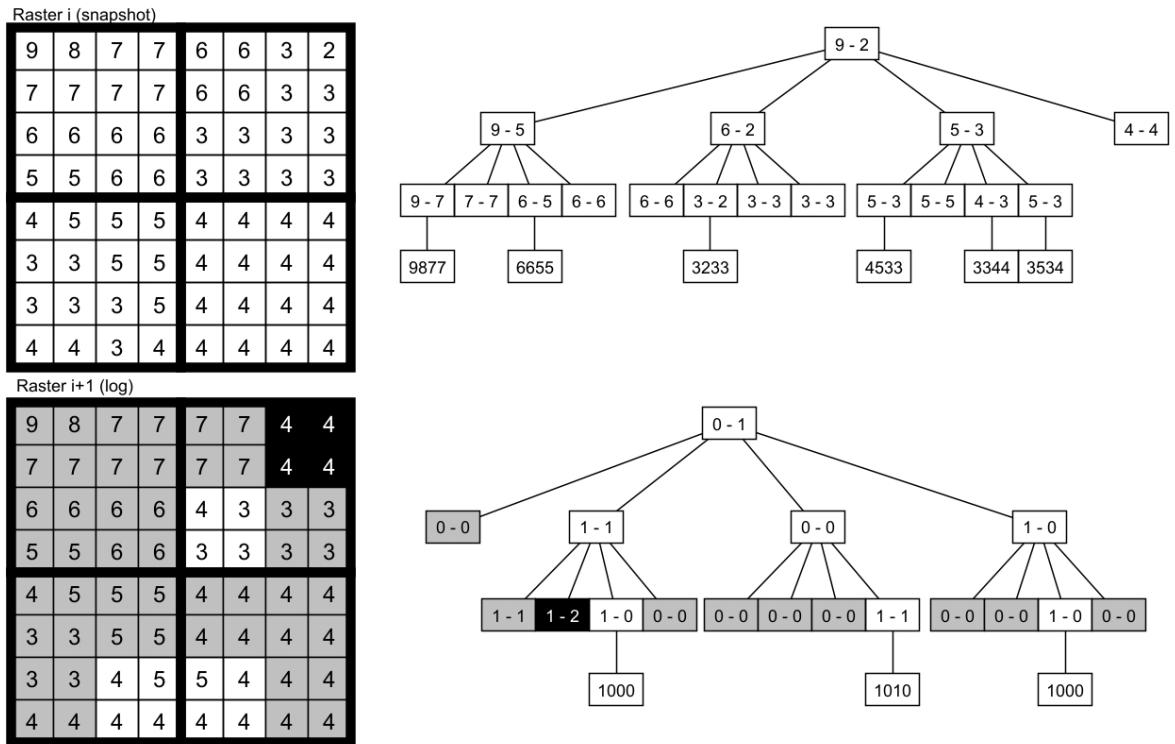 Raster i (snapshot)
9 8 7 7 6 6 3 2
7 7 7 7 6 6 3 3
6 6 6 6 3 3 3 3
5 5 6 6 3 3 3 3
4 5 5 5 4 4 4 4
3 3 5 5 4 4 4 4
3 3 3 5 4 4 4 4
4 4 3 4 4 4 4 4
9 - 2
9 - 5 6 - 2 5 - 3 4 - 4
9 - 7 7 - 7 6 - 5 6 - 6 6 - 6 3 - 2 3 - 3 3 - 3 5 - 3 5 - 5 4 - 3 5 - 3
9877 6655 3233 4533 3344 3534
Raster i+1 (log)
9 8 7 7 7 7 4 4
7 7 7 7 7 7 4 4
6 6 6 6 4 3 3 3
5 5 6 6 3 3 3 3
4 5 5 5 4 4 4 4
3 3 5 5 4 4 4 4
3 3 4 5 5 4 4 4
4 4 4 4 4 4 4 4
0 - 1
0 - 0 1 - 1 0 - 0 1 - 0
1 - 1 1 - 2 1 - 0 0 - 0 0 - 0 0 - 0 0 - 0 1 - 1 0 - 0 0 - 0 1 - 0 0 - 0
1000 1010 1000